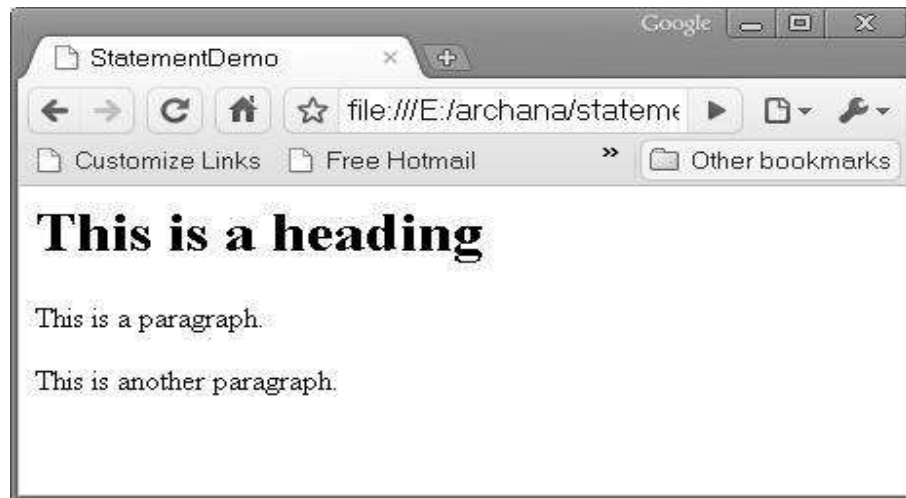 Google
StatementDemo
file:///E:/archana/stateme
Customize Links Free Hotmail » Other bookmarks
This is a heading
This is a paragraph.
This is another paragraph.